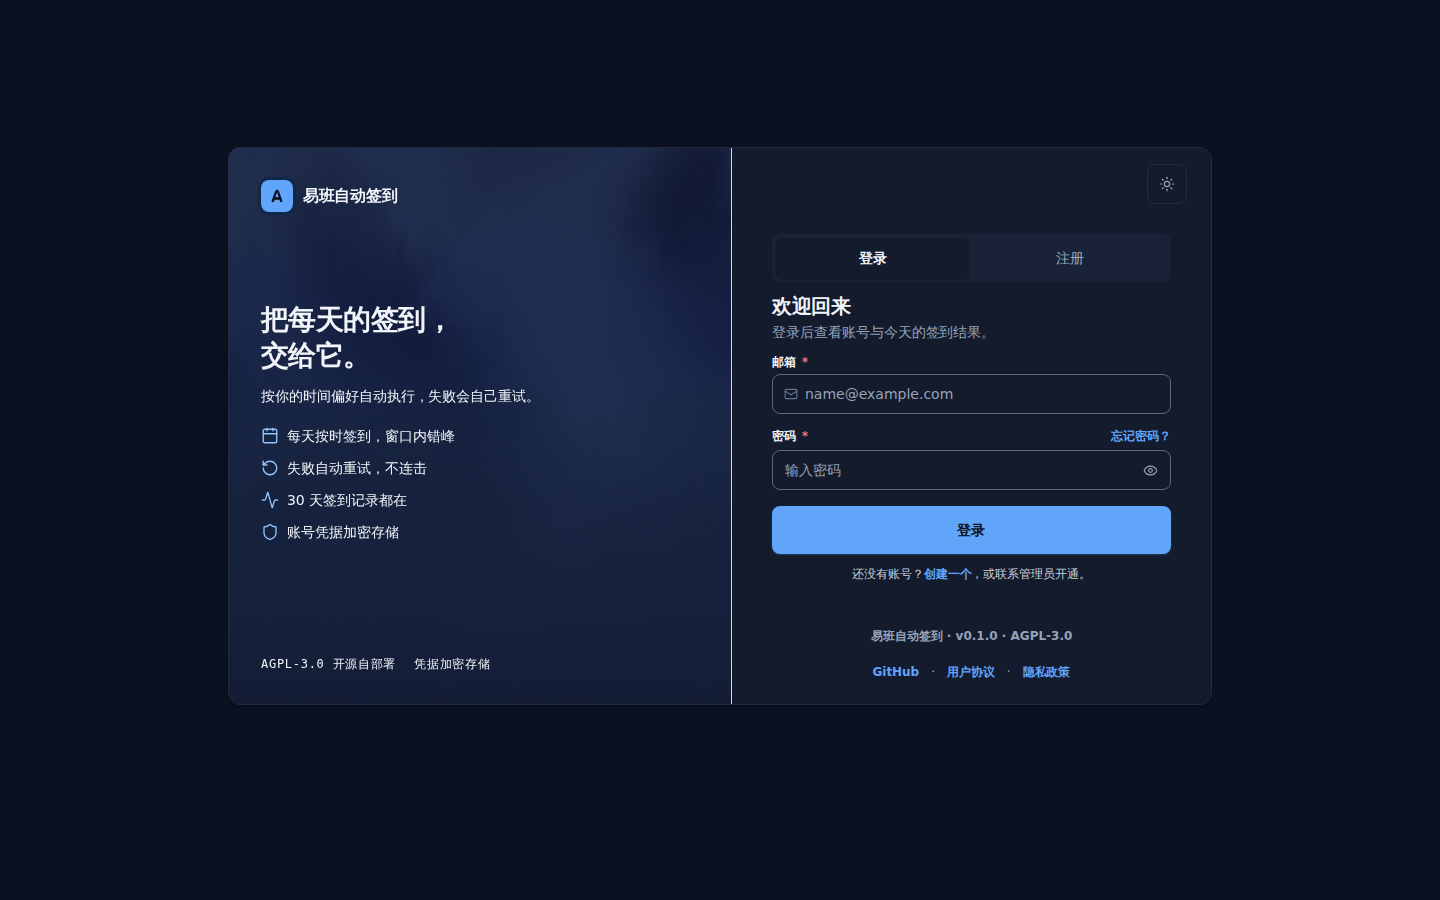 A 易班自动签到
把每天的签到，
交给它。
按你的时间偏好自动执行，失败会自己重试。
每天按时签到，窗口内错峰
失败自动重试，不连击
30 天签到记录都在
账号凭据加密存储
AGPL-3.0 开源自部署 凭据加密存储
登录 注册
欢迎回来
登录后查看账号与今天的签到结果。
邮箱 *
name@example.com
密码 * 忘记密码？
输入密码
登录
还没有账号？创建一个，或联系管理员开通。
易班自动签到 · v0.1.0 · AGPL-3.0
GitHub · 用户协议 · 隐私政策